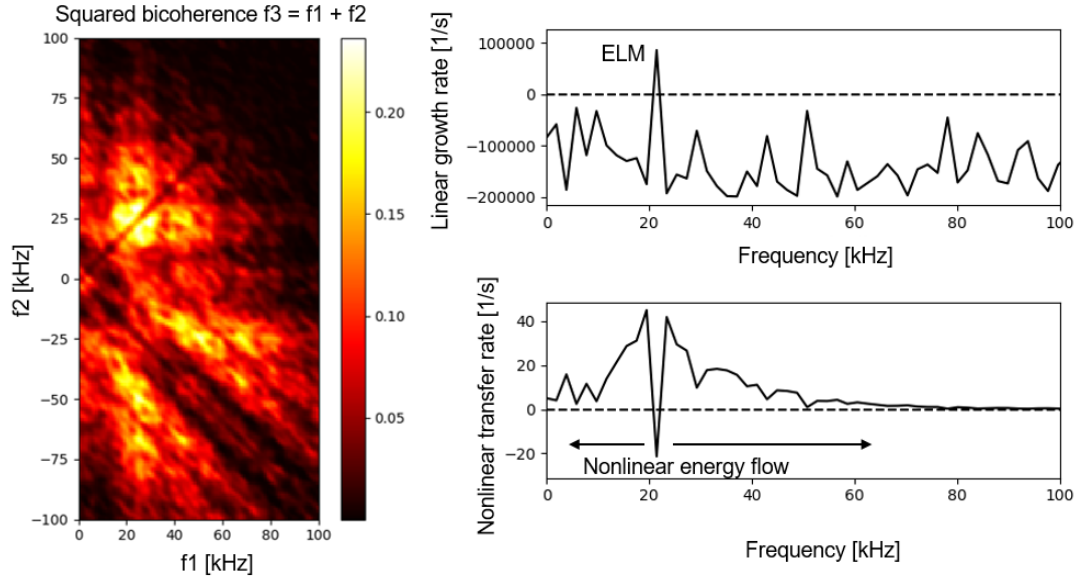 Squared bicoherence f3 = f1 + f2
100
75
50
25
0
-25
-50
-75
-100
0 20 40 60 80 100
f2 [kHz]
f1 [kHz]
0.20
0.15
0.10
0.05
Linear growth rate [1/s]
100000
0
-100000
-200000
ELM
0 20 40 60 80 100
Frequency [kHz]
Nonlinear transfer rate [1/s]
40
20
0
-20
Nonlinear energy flow
0 20 40 60 80 100
Frequency [kHz]